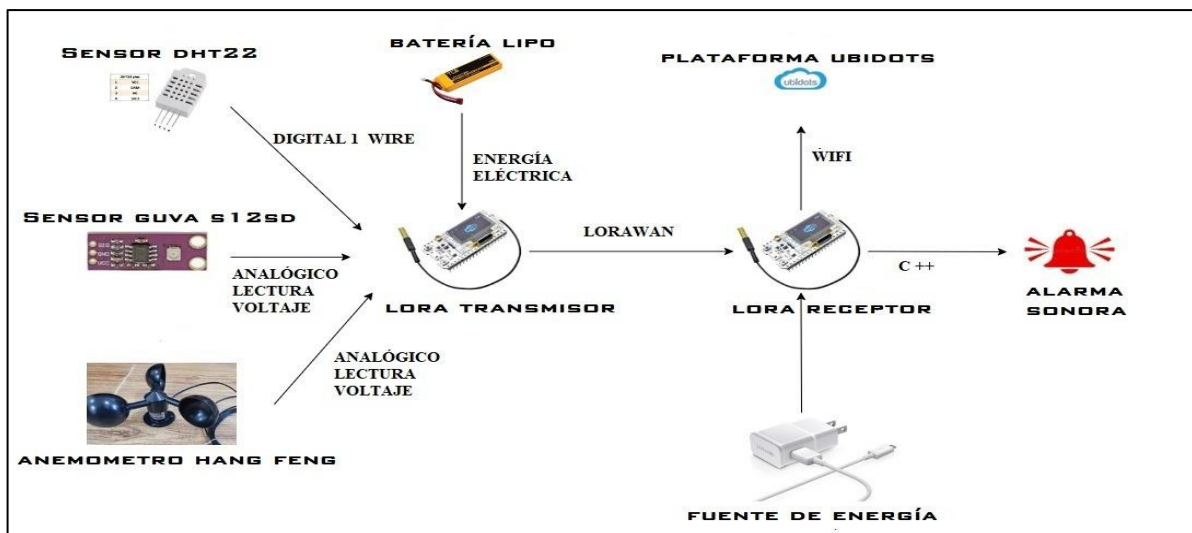 SENSOR DHT22
BATERÍA LIPO
PLATAFORMA UBIDOTS
ubidots
DIGITAL 1 WIRE
ENERGÍA
ELÉCTRICA
WIFI
SENSOR GUVA S12SD
ANALÓGICO
LECTURA
VOLTAJE
LORA TRANSMISOR
LORAWAN
LORA RECEPTOR
C ++
ALARMA
SONORA
ANALÓGICO
LECTURA
VOLTAJE
ANEMOMETRO HANG FENG
FUENTE DE ENERGÍA